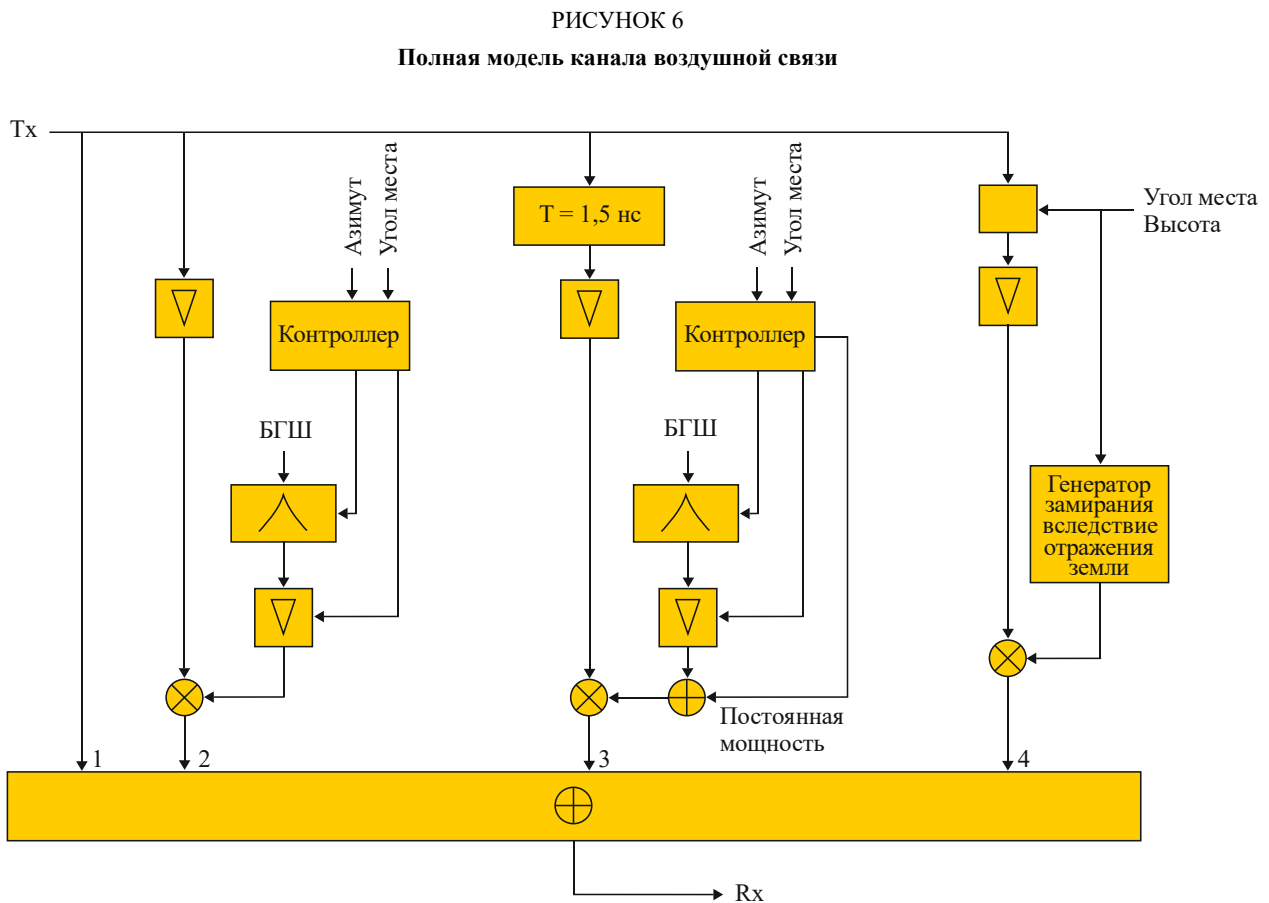 РИСУНОК 6
Полная модель канала воздушной связи
Tx
Азимут
Угол места
T = 1,5 нс
Азимут
Угол места
Угол места
Высота
Контроллер
Контроллер
БГШ
БГШ
Генератор
замирания
вследствие
отражения
земли
Постоянная
мощность
1
2
3
4
Rx